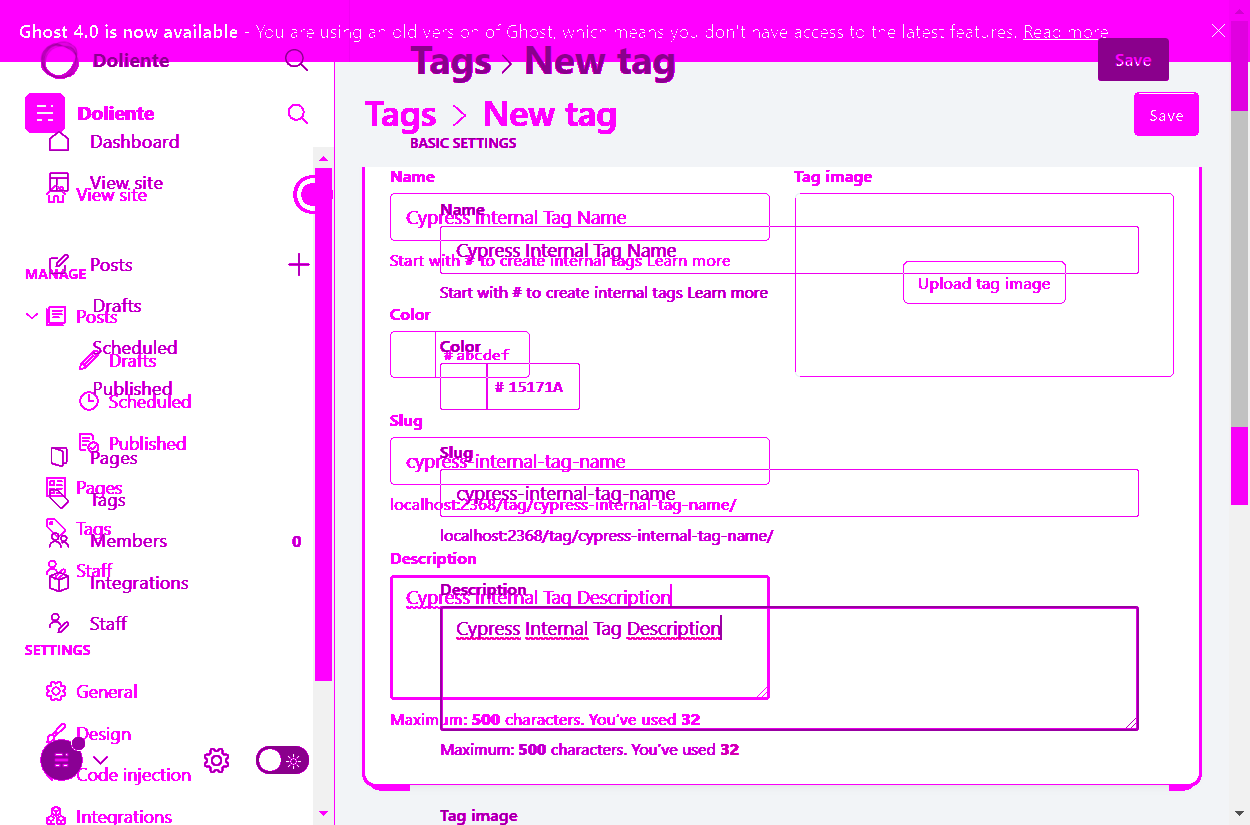 Ghost 4.0 is now available - You are using an old version of Ghost, which means you don't have access to the latest features. Read more
Doliente
Tags > New tag
Save
Doliente
Tags > New tag
Save
Dashboard
BASIC SETTINGS
View site
View site
Name
Tag image
Cypress Internal Tag Name
Name
Cypress Internal Tag Name
Start with # to create internal tags Learn more
Upload tag image
Start with # to create internal tags Learn more
Posts
MANAGE
Drafts
Posts
Color
Scheduled
Drafts
Color
# abcdef
Published
Scheduled
# 15171A
Slug
Published
Pages
Slug
cypress-internal-tag-name
Pages
Tags
cypress-internal-tag-name
localhost:2368/tag/cypress-internal-tag-name/
Tags
Members 0
localhost:2368/tag/cypress-internal-tag-name/
Description
Staff
Integrations
Description
Cypress Internal Tag Description
Staff
Cypress Internal Tag Description
SETTINGS
General
Maximum: 500 characters. You've used 32
Design
Maximum: 500 characters. You've used 32
Code injection
Integrations
Tag image